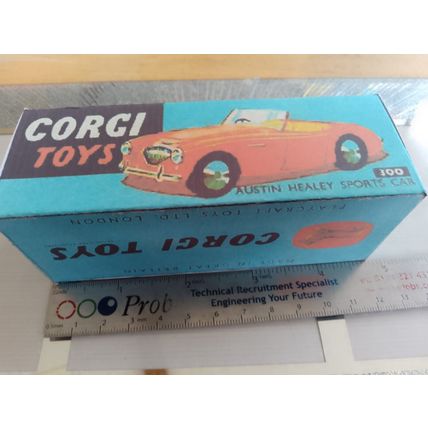 CORGI
TOYS
300
AUSTIN HEALEY SPORTS CAR
PLAYCRAFT TOYS LTD. LONDON
CORGI TOYS
MADE IN GREAT BRITAIN
Prob
Technical Recruitment Specialist
Engineering Your Future